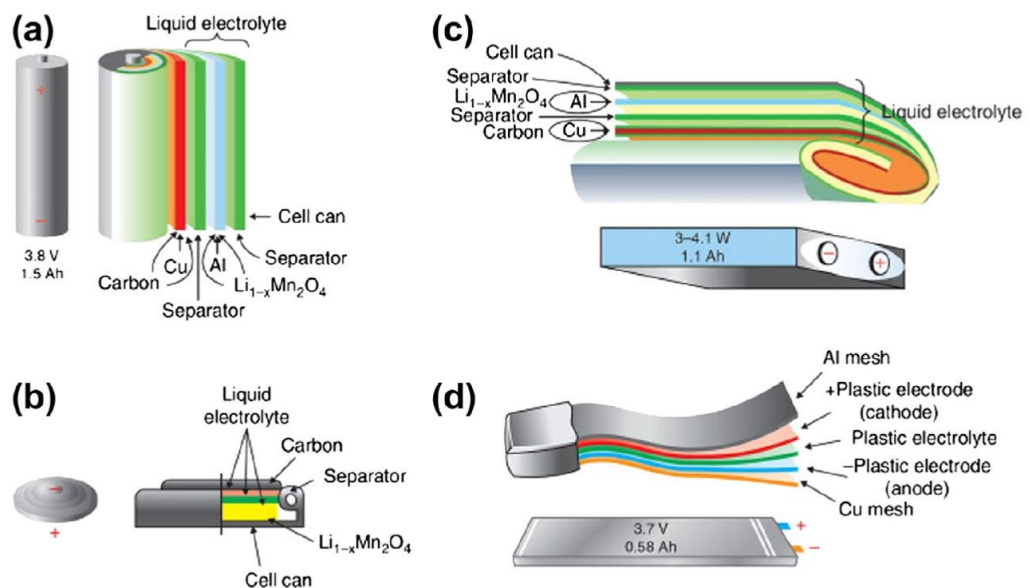 (a)
Liquid electrolyte
+
−
3.8 V
1.5 Ah
Cell can
Cu
Al
Separator
Carbon
Li1-xMn2O4
Separator
(c)
Cell can
Separator
Li1-xMn2O4 Al
Separator
Carbon Cu
Liquid electrolyte
3–4.1 W
1.1 Ah
− +
(b)
Liquid
electrolyte
Carbon
Separator
−
+
Li1-xMn2O4
Cell can
(d)
Al mesh
+Plastic electrode
(cathode)
Plastic electrolyte
−Plastic electrode
(anode)
Cu mesh
3.7 V
0.58 Ah
+
−